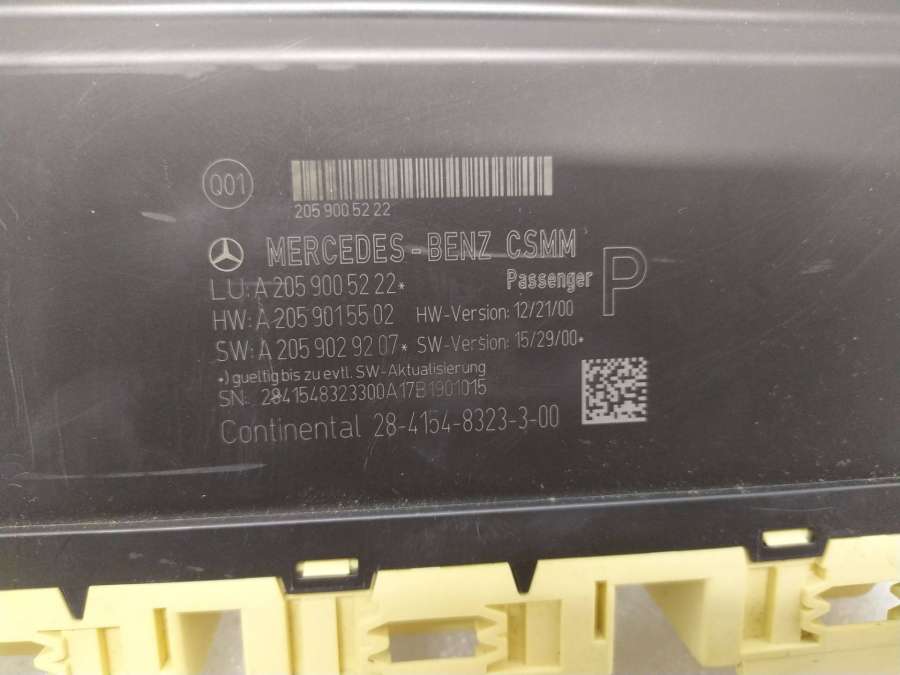 Q01
205 900 52 22
MERCEDES-BENZ CSMM
LU: A 205 900 52 22*
Passenger P
HW: A 205 901 55 02 HW-Version: 12/21/00
SW: A 205 902 92 07* SW-Version: 15/29/00*
*) gueltig bis zu evtl. SW-Aktualisierung
SN: 2841548323300A17B1901015
Continental 28-4154-8323-3-00